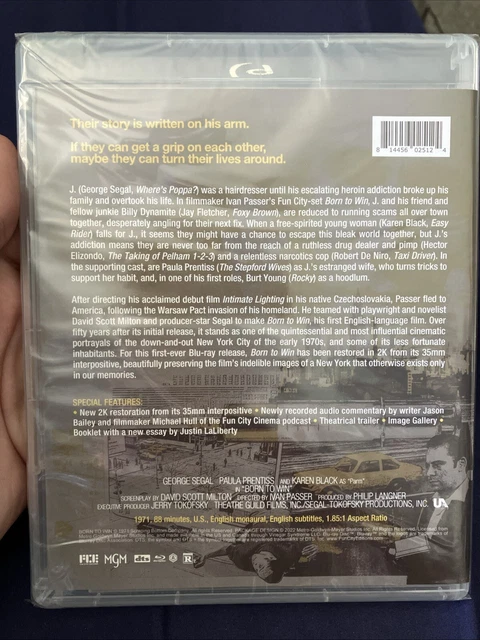 Their story is written on his arm.
If they can get a grip on each other,
maybe they can turn their lives around.
8 14456 02512 4
J. (George Segal, Where's Poppa?) was a hairdresser until his escalating heroin addiction broke up his
family and overtook his life. In filmmaker Ivan Passer's Fun City-set Born to Win, J. and his friend and
fellow junkie Billy Dynamite (Jay Fletcher, Foxy Brown), are reduced to running scams all over town
together, desperately angling for their next fix. When a free-spirited young woman (Karen Black, Easy
Rider) falls for J., it seems they might have a chance to escape this bleak world together, but J.'s
addiction means they are never too far from the reach of a ruthless drug dealer and pimp (Hector
Elizondo, The Taking of Pelham 1-2-3) and a relentless narcotics cop (Robert De Niro, Taxi Driver). In
the supporting cast, are Paula Prentiss (The Stepford Wives) as J.'s estranged wife, who turns tricks to
support her habit, and, in one of his first roles, Burt Young (Rocky) as a hoodlum.
After directing his acclaimed debut film Intimate Lighting in his native Czechoslovakia, Passer fled to
America, following the Warsaw Pact invasion of his homeland. He teamed with playwright and novelist
David Scott Milton and producer-star Segal to make Born to Win, his first English-language film. Over
fifty years after its initial release, it stands as one of the quintessential and most influential cinematic
portrayals of the down-and-out New York City of the early 1970s, and some of its less fortunate
inhabitants. For this first-ever Blu-ray release, Born to Win has been restored in 2K from its 35mm
interpositive, beautifully preserving the film's indelible images of a New York that otherwise exists only
in our memories.
SPECIAL FEATURES:
• New 2K restoration from its 35mm interpositive • Newly recorded audio commentary by writer Jason
Bailey and filmmaker Michael Hull of the Fun City Cinema podcast • Theatrical trailer • Image Gallery •
Booklet with a new essay by Justin LaLiberty
GEORGE SEGAL PAULA PRENTISS AND KAREN BLACK AS "Parm"
IN "BORN TO WIN"
SCREENPLAY BY DAVID SCOTT MILTON DIRECTED BY IVAN PASSER PRODUCED BY PHILIP LANGNER
EXECUTIVE PRODUCER JERRY TOKOFSKY THEATRE GUILD FILMS, INC./SEGAL-TOKOFSKY PRODUCTIONS, INC. UA
1971, 88 minutes, U.S., English monaural, English subtitles, 1.85:1 Aspect Ratio
MGM dts R